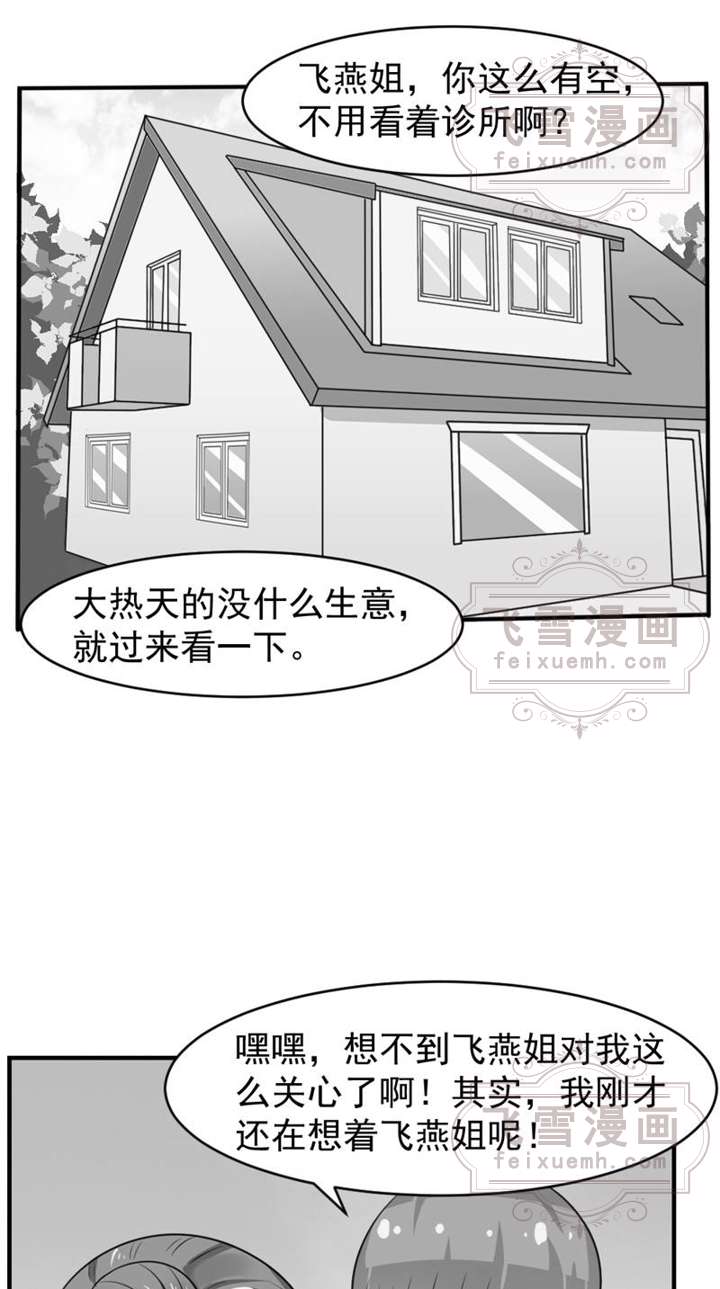 飞燕姐，你这么有空，
不用看着诊所啊？
飞雪漫画
feixuemh.com
大热天的没什么生意，
就过来看一下。
飞雪漫画
feixuemh.com
嘿嘿，想不到飞燕姐对我这
么关心了啊！其实，我刚才
还在想着飞燕姐呢！
飞雪漫画
feixuemh.com